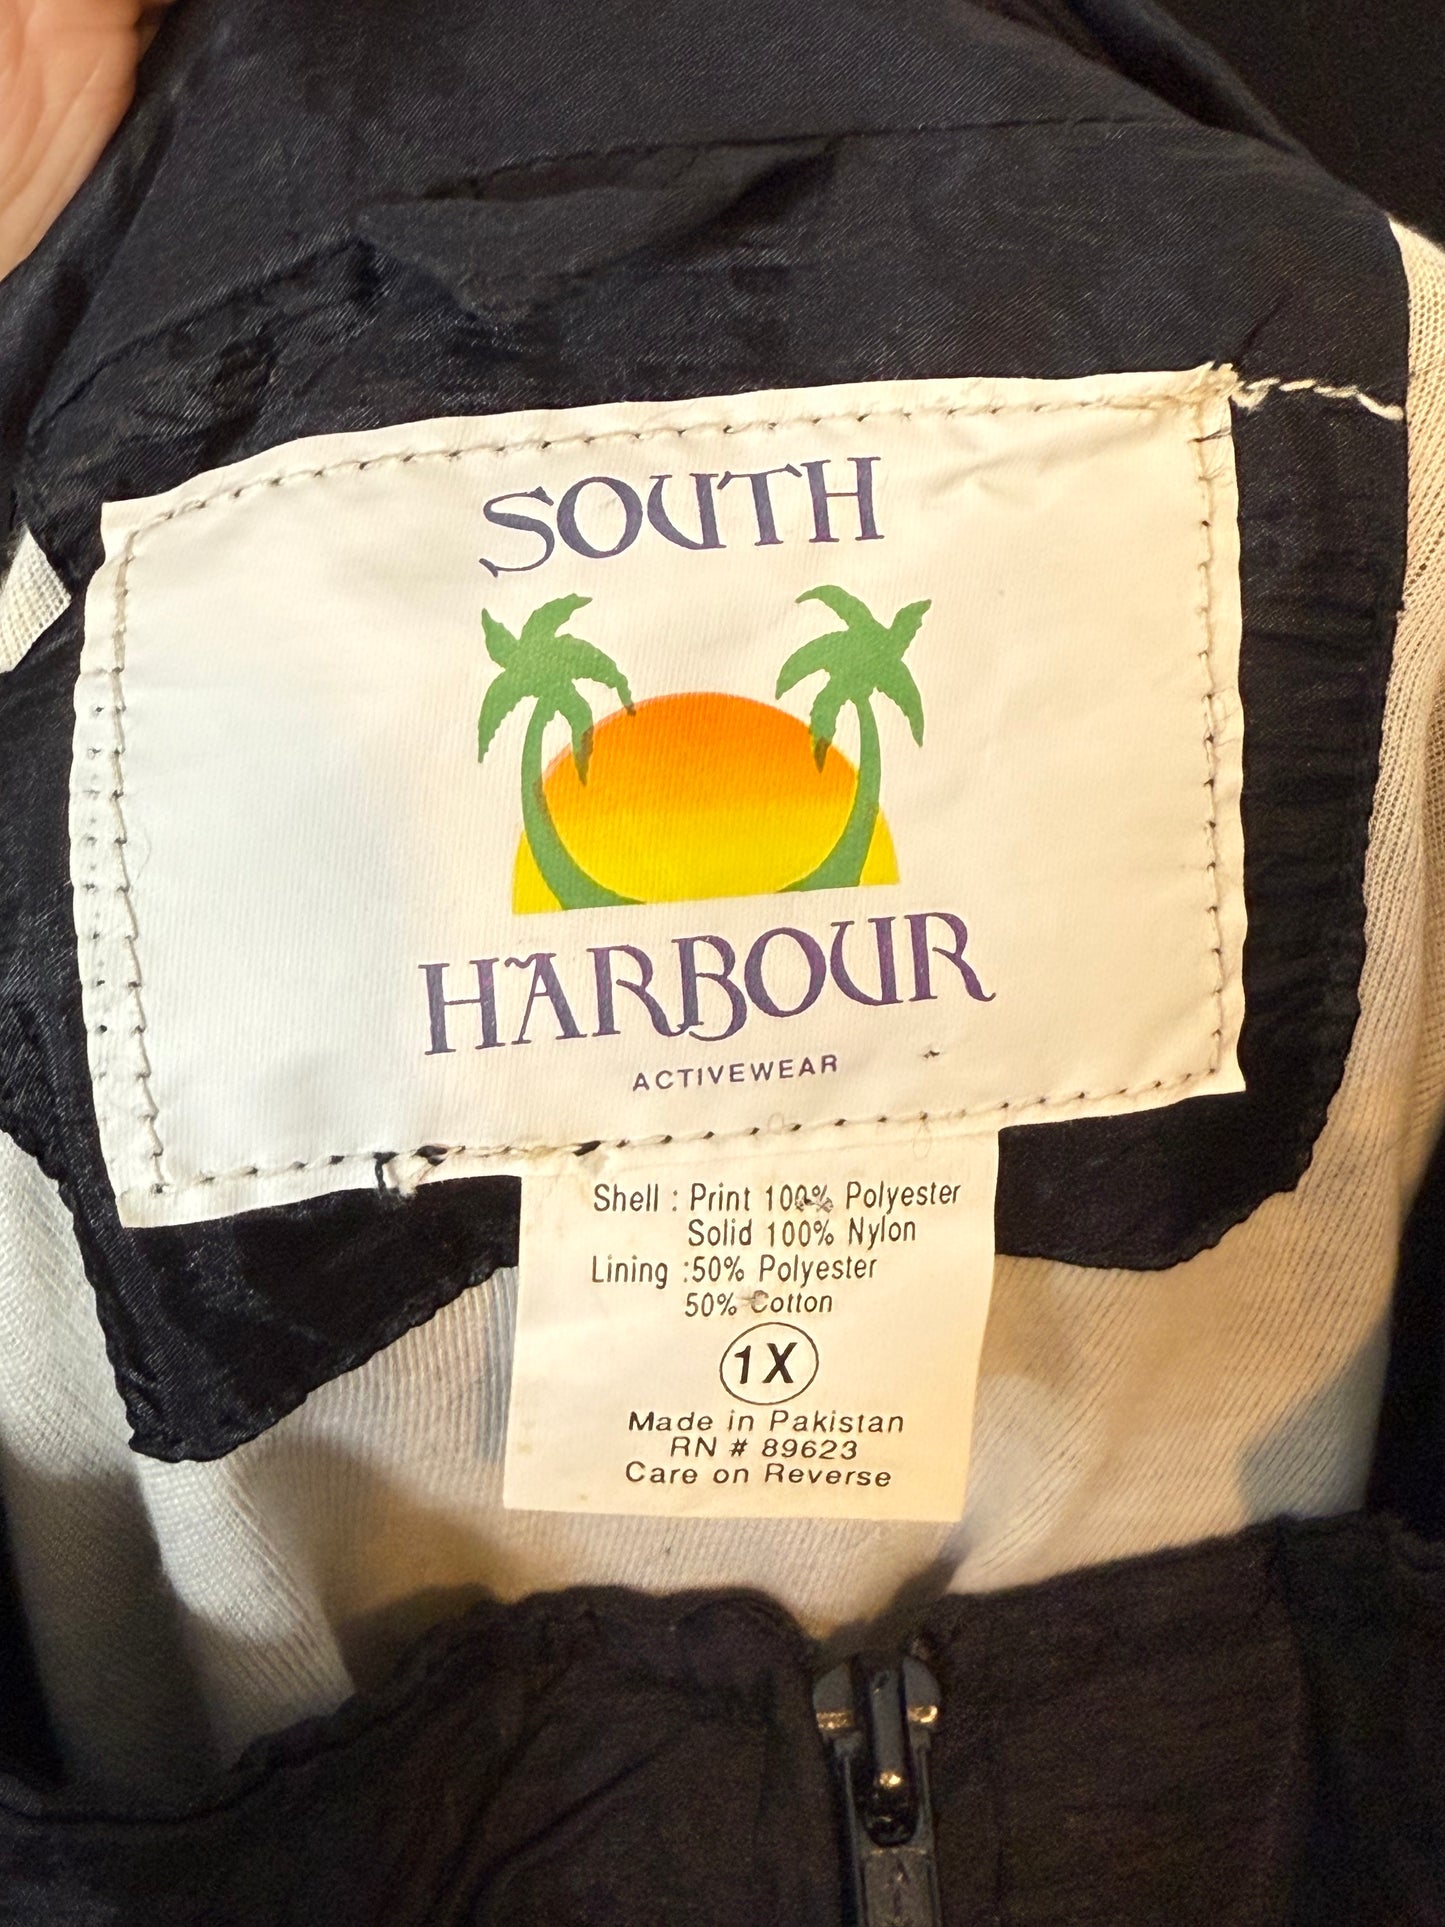 SOUTH
HARBOUR
ACTIVEWEAR
Shell : Print 100% Polyester
Solid 100% Nylon
Lining :50% Polyester
50% Cotton
1X
Made in Pakistan
RN # 89623
Care on Reverse